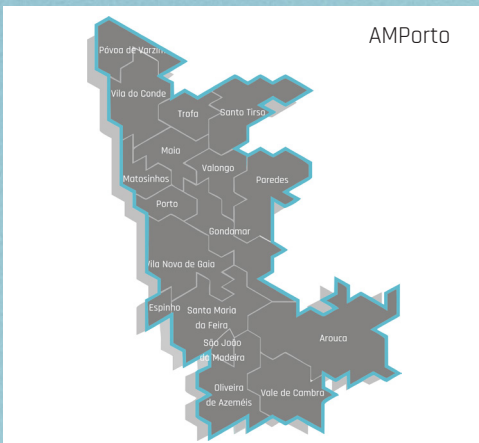 AMPorto
Póvoa de Varzim
Vila do Conde
Trofa
Santo Tirso
Maia
Valongo
Matosinhos
Paredes
Porto
Gondomar
Vila Nova de Gaia
Espinho
Santa Maria
da Feira
São João
da Madeira
Arouca
Oliveira
de Azeméis
Vale de Cambra